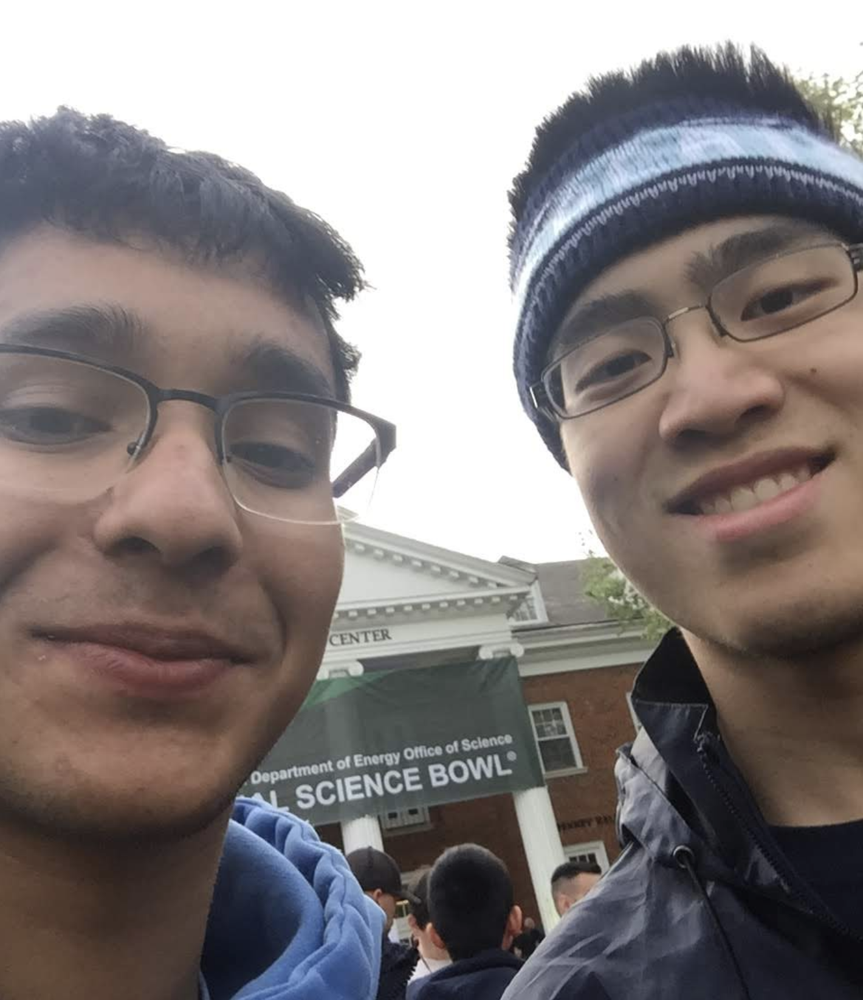 CENTER
Department of Energy Office of Science
AL SCIENCE BOWL®